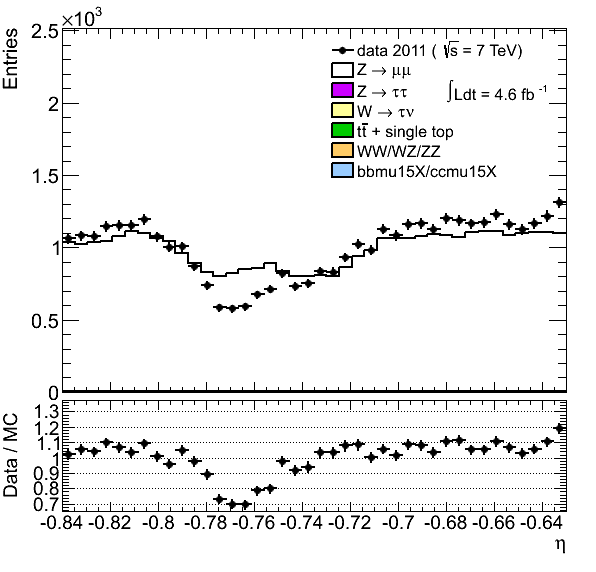 ×10³
Entries
2.5
2
1.5
1
0.5
0
data 2011 ( √s = 7 TeV)
Z → μμ
Z → ττ
W → τν
tt̄ + single top
WW/WZ/ZZ
bbmu15X/ccmu15X
∫Ldt = 4.6 fb⁻¹
Data / MC
1.3
1.2
1.1
1
0.9
0.8
0.7
-0.84 -0.82 -0.8 -0.78 -0.76 -0.74 -0.72 -0.7 -0.68 -0.66 -0.64
η